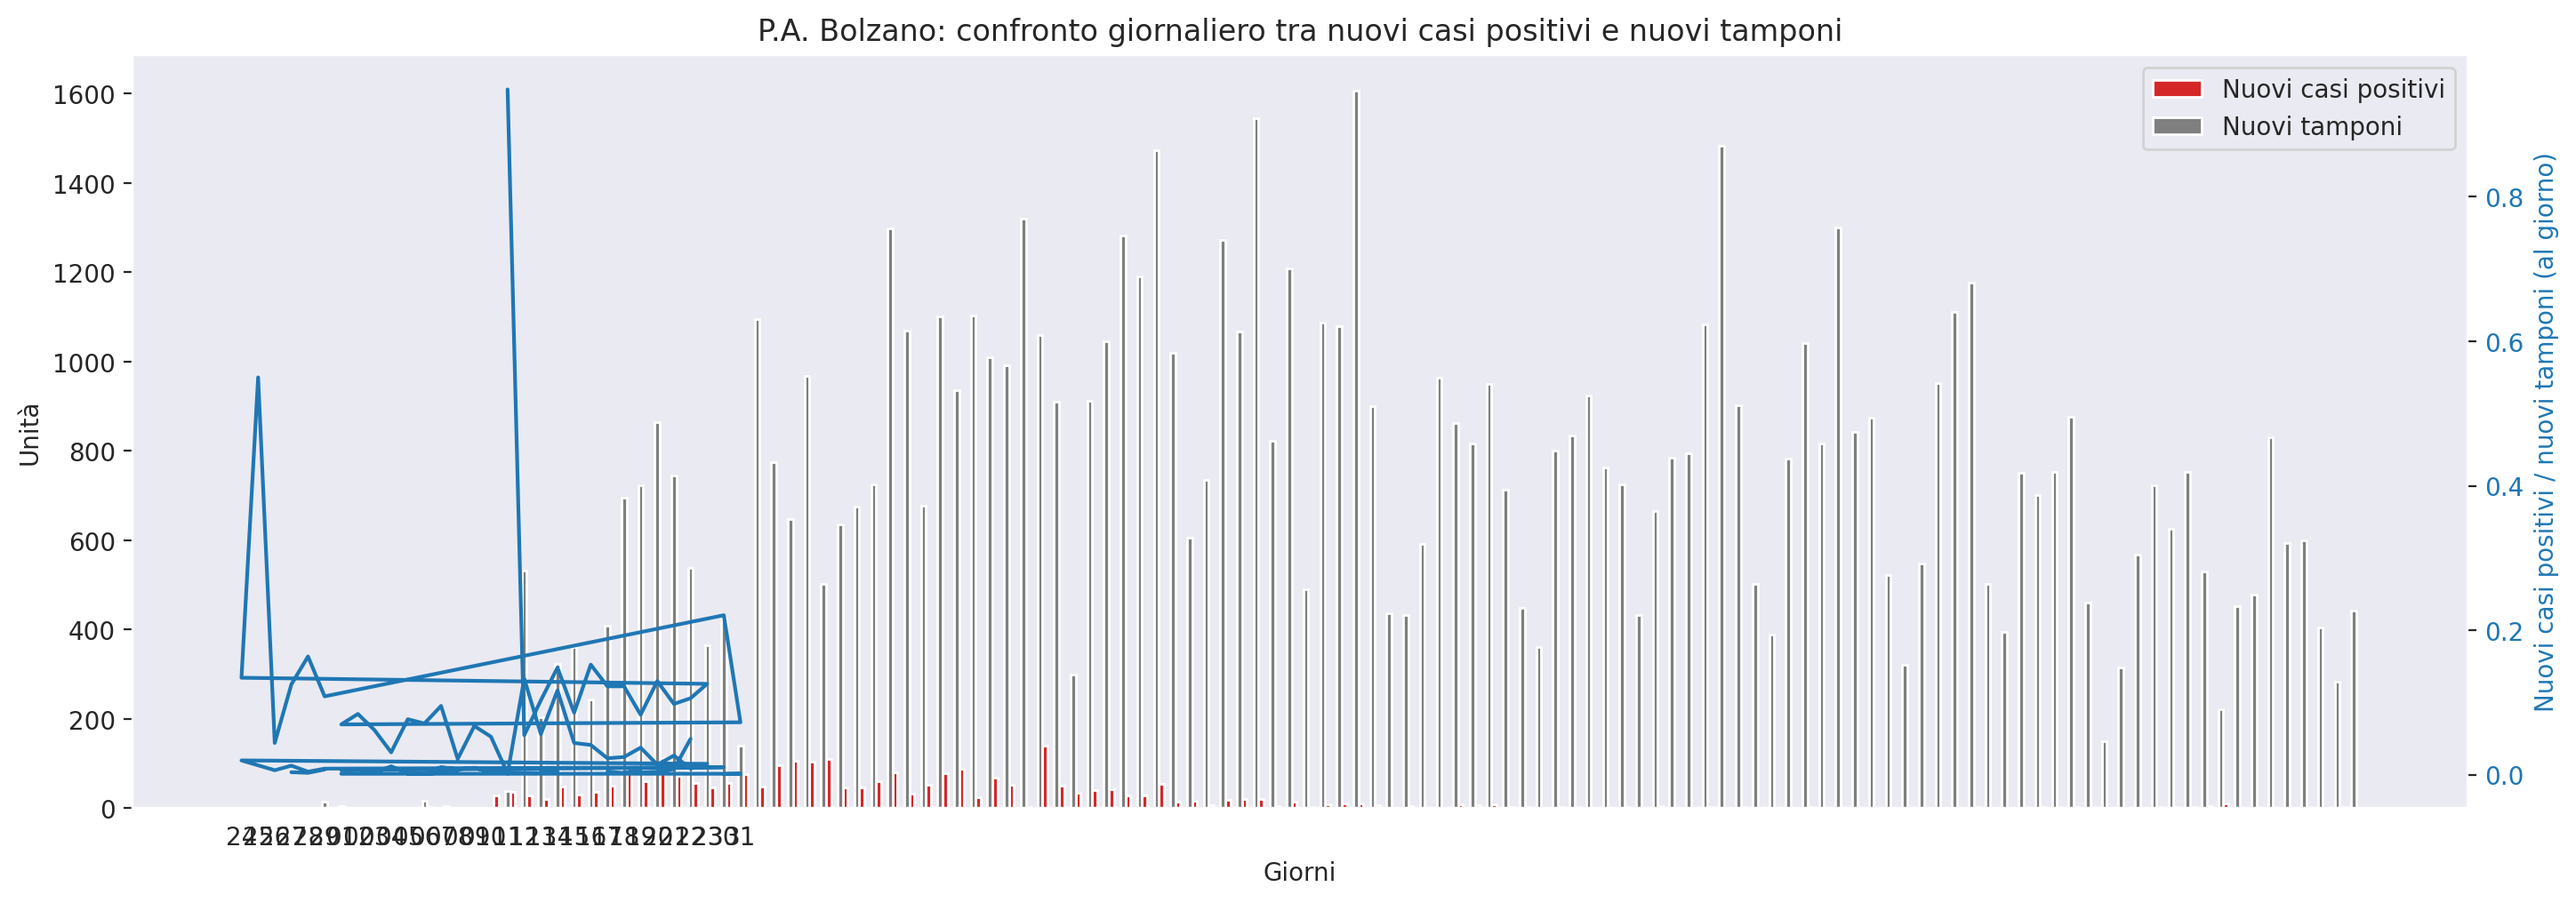 P.A. Bolzano: confronto giornaliero tra nuovi casi positivi e nuovi tamponi
Nuovi casi positivi
Nuovi tamponi
1600
1400
1200
1000
800
600
400
200
0
Unità
0.8
0.6
0.4
0.2
0.0
Nuovi casi positivi / nuovi tamponi (al giorno)
Giorni